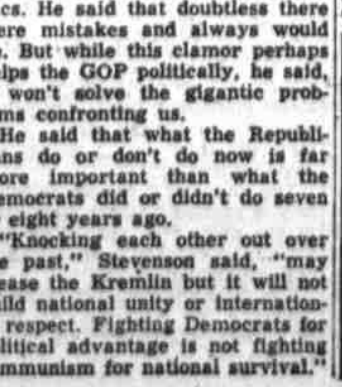 cs. He said that doubtless there
ere mistakes and always would
e. But while this clamor perhaps
elps the GOP politically, he said,
won't solve the gigantic prob-
ms confronting us.
He said that what the Republi-
ans do or don't do now is far
ore important than what the
emocrats did or didn't do seven
eight years ago.
"Knocking each other out over
e past," Stevenson said, "may
ease the Kremlin but it will not
ild national unity or internation-
respect. Fighting Democrats for
litical advantage is not fighting
mmunism for national survival."